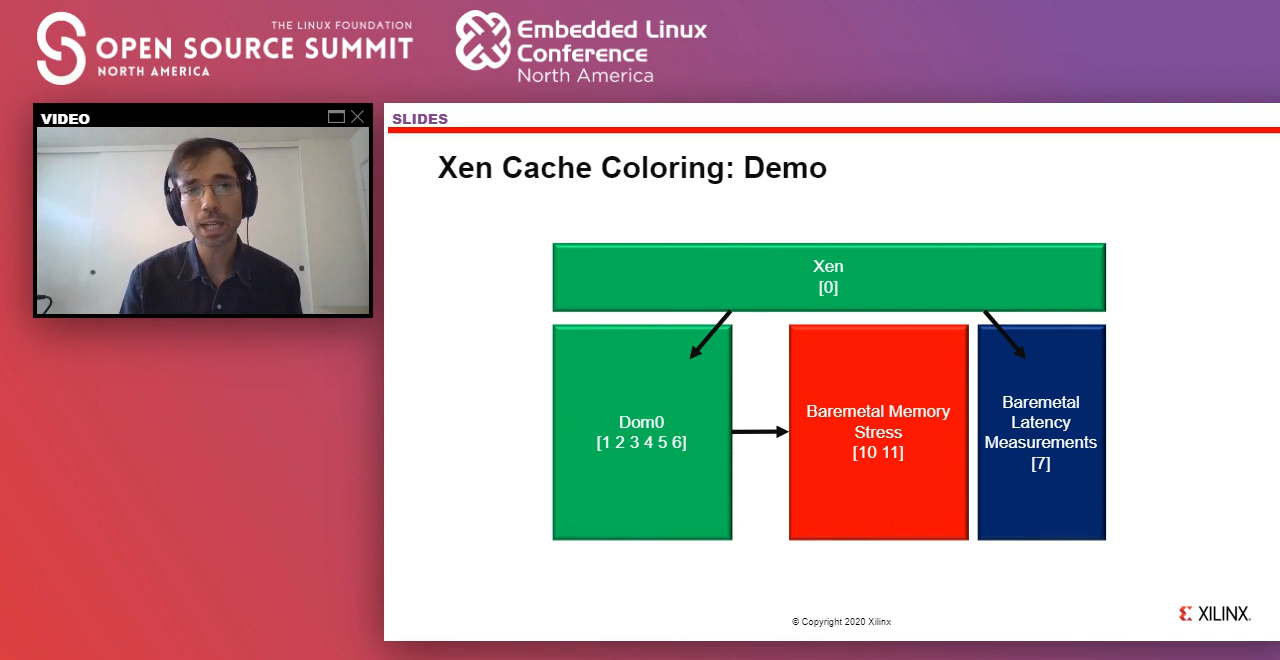 THE LINUX FOUNDATION
OPEN SOURCE SUMMIT
NORTH AMERICA
Embedded Linux
Conference
North America
VIDEO
SLIDES
Xen Cache Coloring: Demo
Xen
[0]
Dom0
[1 2 3 4 5 6]
Baremetal Memory
Stress
[10 11]
Baremetal
Latency
Measurements
[7]
© Copyright 2020 Xilinx
XILINX.